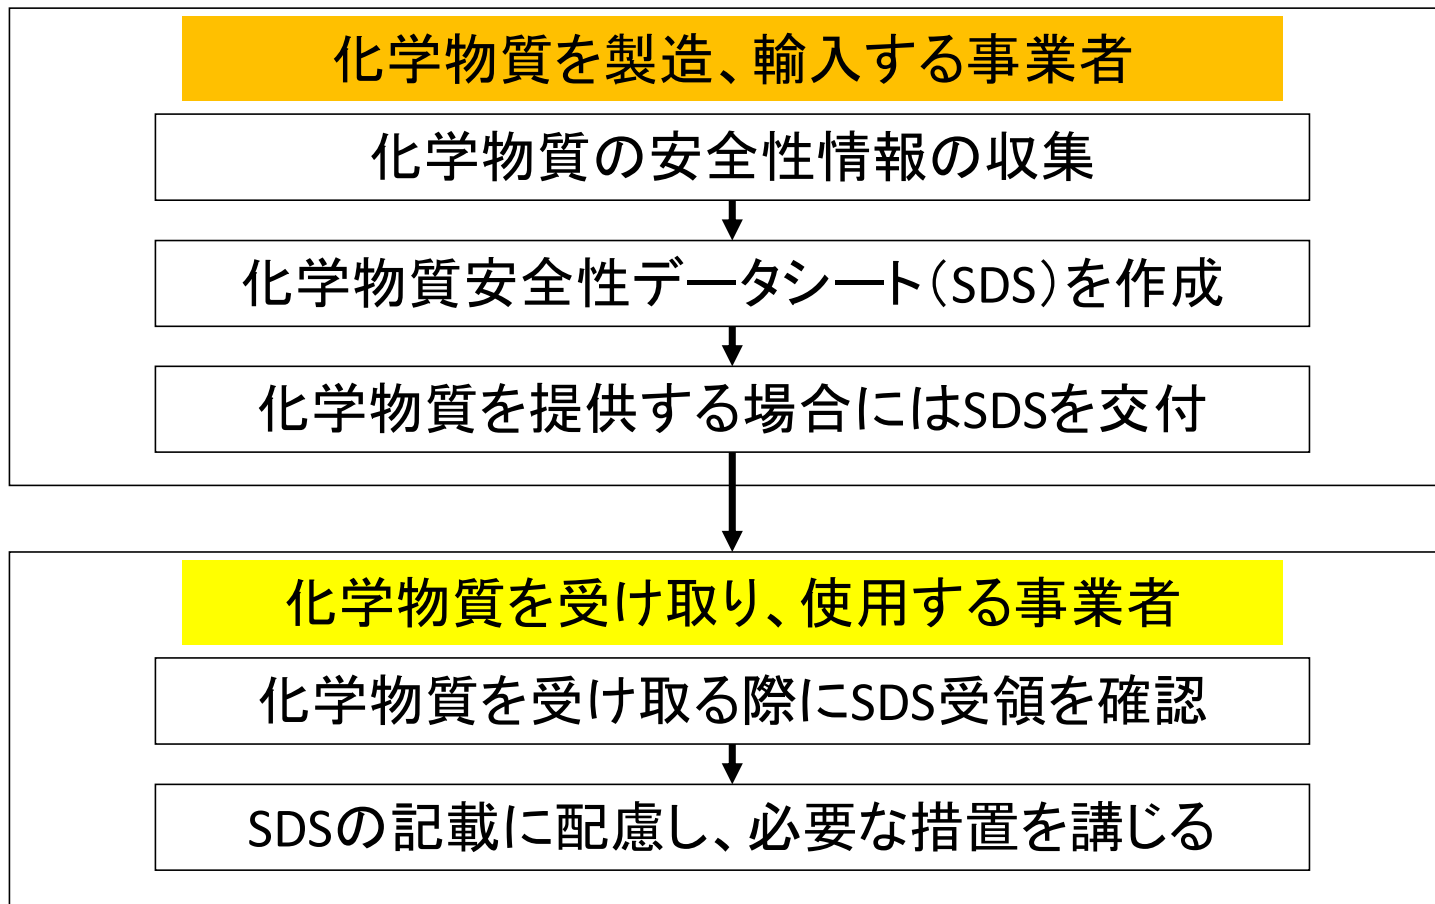 化学物質を製造、輸入する事業者
化学物質の安全性情報の収集
化学物質安全性データシート（SDS）を作成
化学物質を提供する場合にはSDSを交付
化学物質を受け取り、使用する事業者
化学物質を受け取る際にSDS受領を確認
SDSの記載に配慮し、必要な措置を講じる